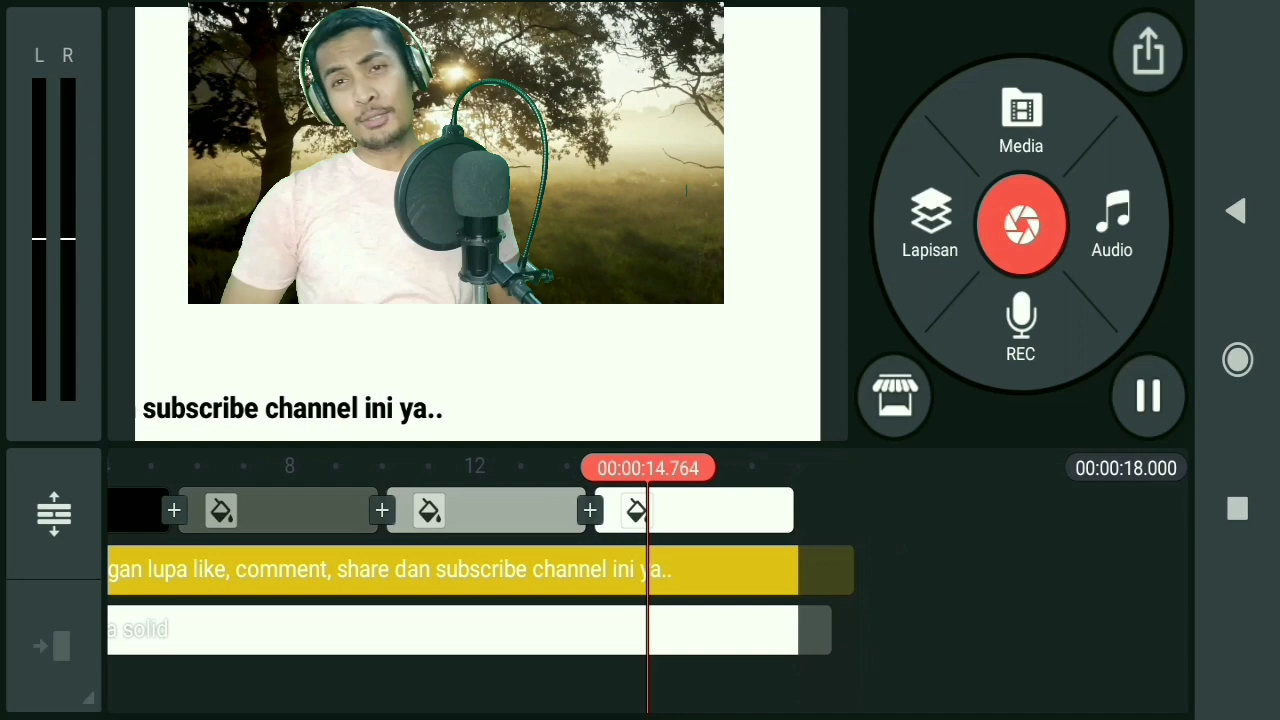 L R
Media
Lapisan
Audio
REC
subscribe channel ini ya..
8
12
00:00:14.764
00:00:18.000
gan lupa like, comment, share dan subscribe channel ini ya..
a solid